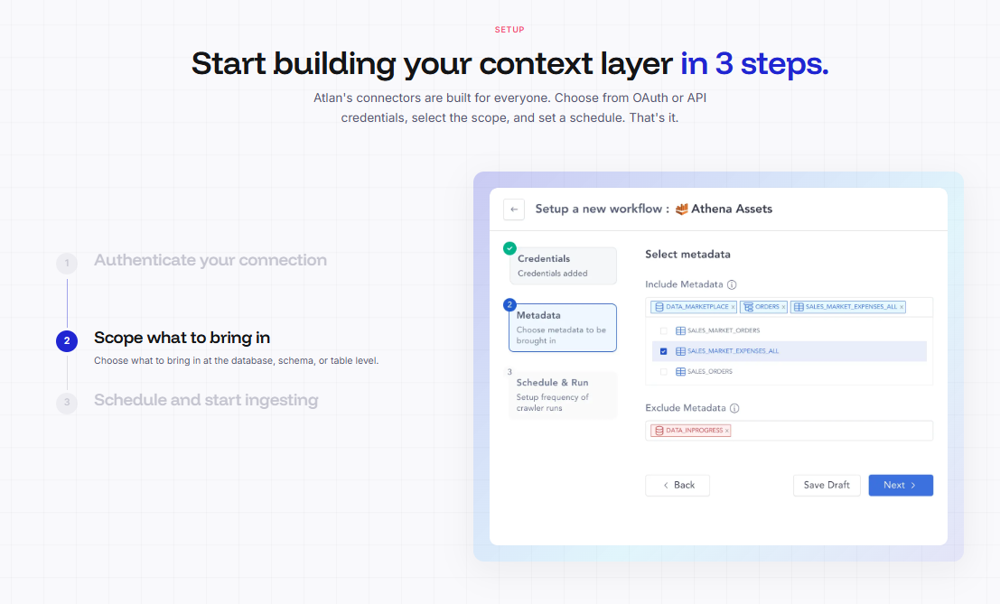 SETUP
Start building your context layer in 3 steps.
Atlan's connectors are built for everyone. Choose from OAuth or API
credentials, select the scope, and set a schedule. That's it.
1
Authenticate your connection
2
Scope what to bring in
Choose what to bring in at the database, schema, or table level.
3
Schedule and start ingesting
Setup a new workflow : Athena Assets
Credentials
Credentials added
2
Metadata
Choose metadata to be
brought in
3
Schedule & Run
Setup frequency of
crawler runs
Select metadata
Include Metadata
DATA_MARKETPLACE x ORDERS x SALES_MARKET_EXPENSES_ALL x
SALES_MARKET_ORDERS
SALES_MARKET_EXPENSES_ALL
SALES_ORDERS
Exclude Metadata
DATA_INPROGRESS x
Back
Save Draft
Next